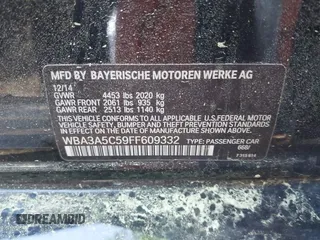 MFD BY BAYERISCHE MOTOREN WERKE AG
12/14
GVWR 4453 lbs 2020 kg
GAWR FRONT 2061 lbs 935 kg
GAWR REAR 2513 lbs 1140 kg
THIS VEHICLE CONFORMS TO ALL APPLICABLE U.S. FEDERAL MOTOR
VEHICLE SAFETY, BUMPER, AND THEFT PREVENTION STANDARDS
IN EFFECT ON THE DATE OF MANUFACTURE SHOWN ABOVE.
WBA3A5C59FF609332 TYPE: PASSENGER CAR
668/
DREAMBID